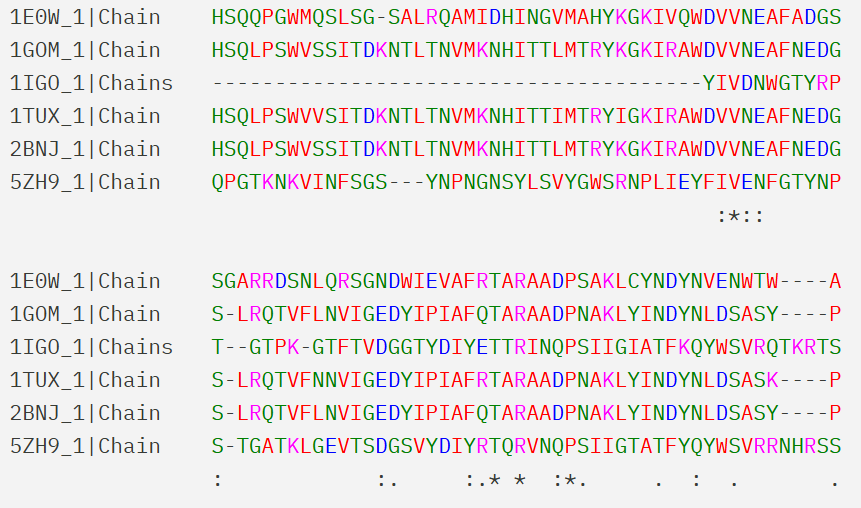 1E0W_1|Chain HSQQPGWMQSLSG-SALRQAMIDHINGVMAHYKGKIVQWDVVNEAFADGS
1GOM_1|Chain HSQLPSWVSSITDKNTLTNVMKNHITTLMTRYKGKIRAWDVVNEAFNEDG
1IGO_1|Chains ---------------------------------------YIVDNWGTYRP
1TUX_1|Chain HSQLPSWVVSITDKNTLTNVMKNHITTIMTRYIGKIRAWDVVNEAFNEDG
2BNJ_1|Chain HSQLPSWVSSITDKNTLTNVMKNHITTLMTRYKGKIRAWDVVNEAFNEDG
5ZH9_1|Chain QPGTKNKVINFSGS---YNPNGNSYLSVYGWSRNPLIEYFIVENFGTYNP
:*::
1E0W_1|Chain SGARRDSNLQRSGNDWIEVAFRTARAADPSAKLCYNDYNVENWTW----A
1GOM_1|Chain S-LRQTVFLNVIGEDYIPIAFQTARAADPNAKLYINDYNLDSASY----P
1IGO_1|Chains T--GTPK-GTFTVDGGTYDIYETTRINQPSIIGIATFKQYWSVRQTKRTS
1TUX_1|Chain S-LRQTVFNNVIGEDYIPIAFRTARAADPNAKLYINDYNLDSASK----P
2BNJ_1|Chain S-LRQTVFLNVIGEDYIPIAFQTARAADPNAKLYINDYNLDSASY----P
5ZH9_1|Chain S-TGATKLGEVTSDGSVYDIYRTQRVNQPSIIGTATFYQYWSVRRNHRSS
:            :.     :.* *  :*.     .  :  .       .